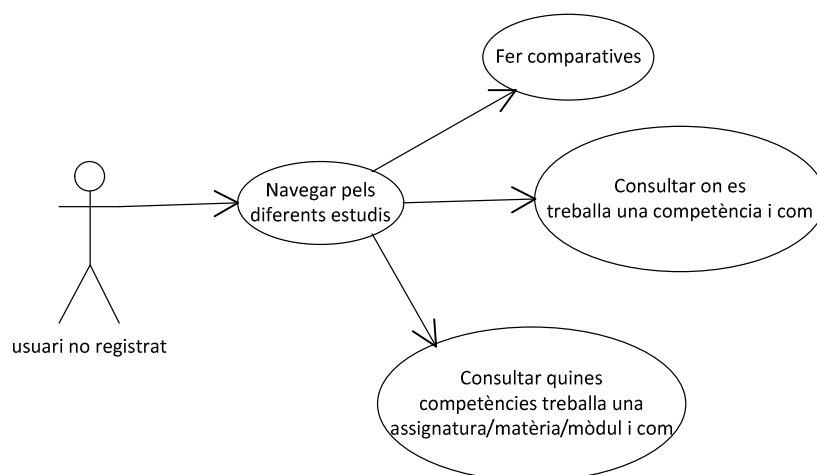 Fer comparatives
Navegar pels
diferents estudis
Consultar on es
treballa una competència i com
usuari no registrat
Consultar quines
competències treballa una
assignatura/matèria/mòdul i com